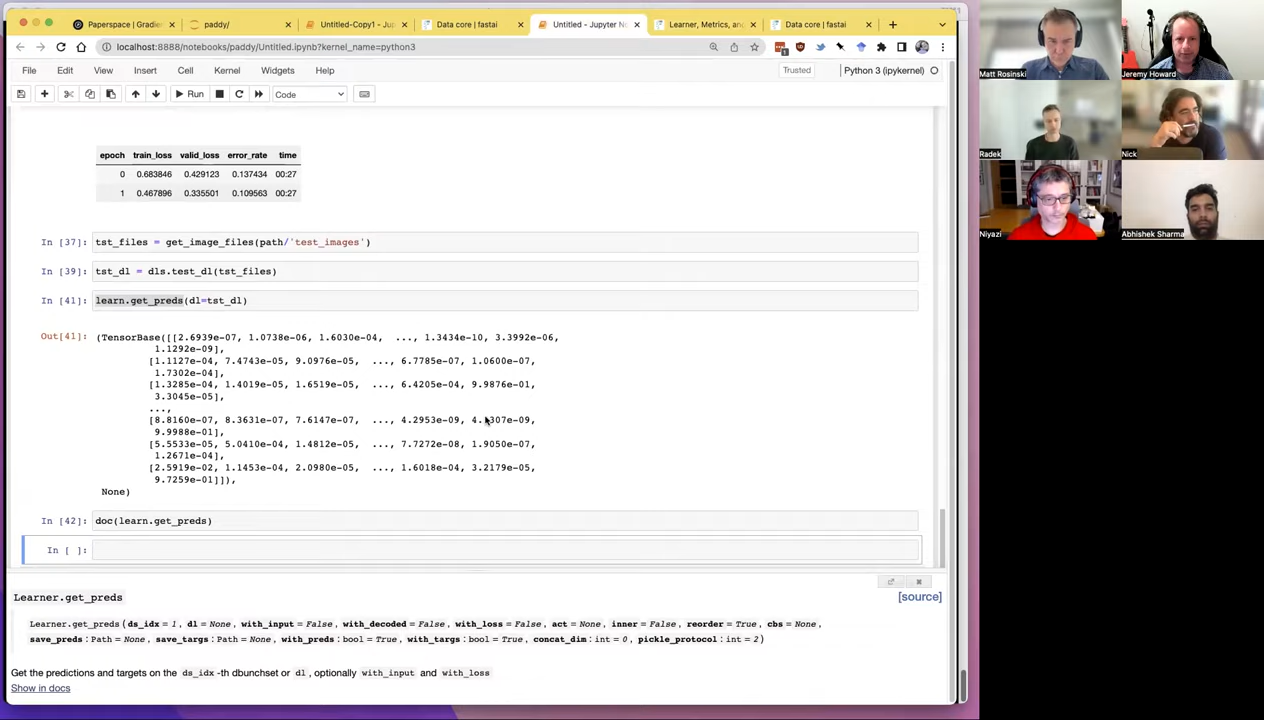 Paperspace | Gradien
paddy/
Untitled-Copy1 - Jupyter
Data core | fastai
Untitled - Jupyter No
Learner, Metrics, and
Data core | fastai
localhost:8888/notebooks/paddy/Untitled.ipynb?kernel_name=python3
File Edit View Insert Cell Kernel Widgets Help
Trusted
Python 3 (ipykernel)
Run
Code
epoch train_loss valid_loss error_rate time
0 0.683846 0.429123 0.137434 00:27
1 0.467896 0.335501 0.109563 00:27
In [37]: tst_files = get_image_files(path/'test_images')
In [39]: tst_dl = dls.test_dl(tst_files)
In [41]: learn.get_preds(dl=tst_dl)
Out[41]: (TensorBase([[2.6939e-07, 1.0738e-06, 1.6030e-04, ..., 1.3434e-10, 3.3992e-06,
1.1292e-09],
[1.1127e-04, 7.4743e-05, 9.0976e-05, ..., 6.7785e-07, 1.0600e-07,
1.7302e-04],
[1.3285e-04, 1.4019e-05, 1.6519e-05, ..., 6.4205e-04, 9.9876e-01,
3.3045e-05],
...,
[8.8160e-07, 8.3631e-07, 7.6147e-07, ..., 4.2953e-09,
9.9988e-01],
[5.5533e-05, 5.0410e-04, 1.4812e-05, ..., 7.7272e-08, 1.9050e-07,
1.2671e-04],
[2.5919e-02, 1.1453e-04, 2.0980e-05, ..., 1.6018e-04, 3.2179e-05,
9.7259e-01]]),
None)
In [42]: doc(learn.get_preds)
In [ ]:
Learner.get_preds
[source]
Learner.get_preds (ds_idx=1, dl=None, with_input=False, with_decoded=False, with_loss=False, act=None, inner=False, reorder=True, cbs=None,
save_preds:Path=None, save_targs:Path=None, with_preds:bool=True, with_targs:bool=True, concat_dim:int=0, pickle_protocol:int=2)
Get the predictions and targets on the ds_idx-th dbunchset or dl, optionally with_input and with_loss
Show in docs
Matt Rosinski
Jeremy Howard
Radek
Nick
Niyazi
Abhishek Sharma